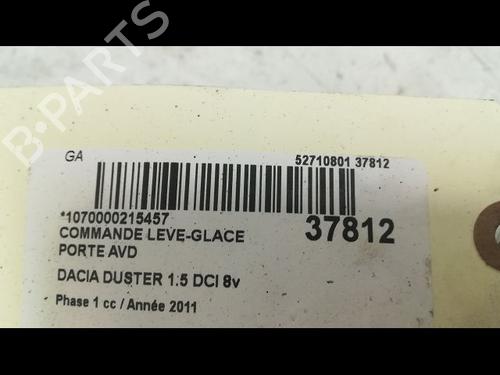 GA
52710801 37812
*1070000215457
37812
COMMANDE LEVE-GLACE
PORTE AVD
DACIA DUSTER 1.5 DCI 8v
Phase 1 cc / Année 2011
B-PARTS